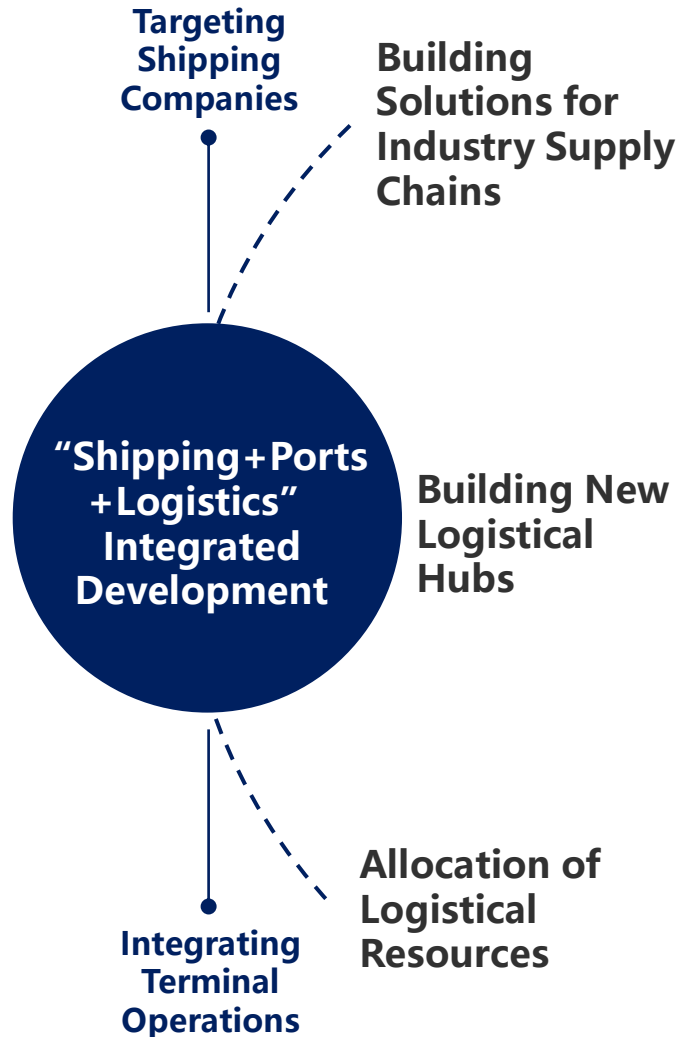 Targeting
Shipping
Companies
Building
Solutions for
Industry Supply
Chains
“Shipping+Ports
+Logistics”
Integrated
Development
Building New
Logistical
Hubs
Allocation of
Logistical
Resources
Integrating
Terminal
Operations